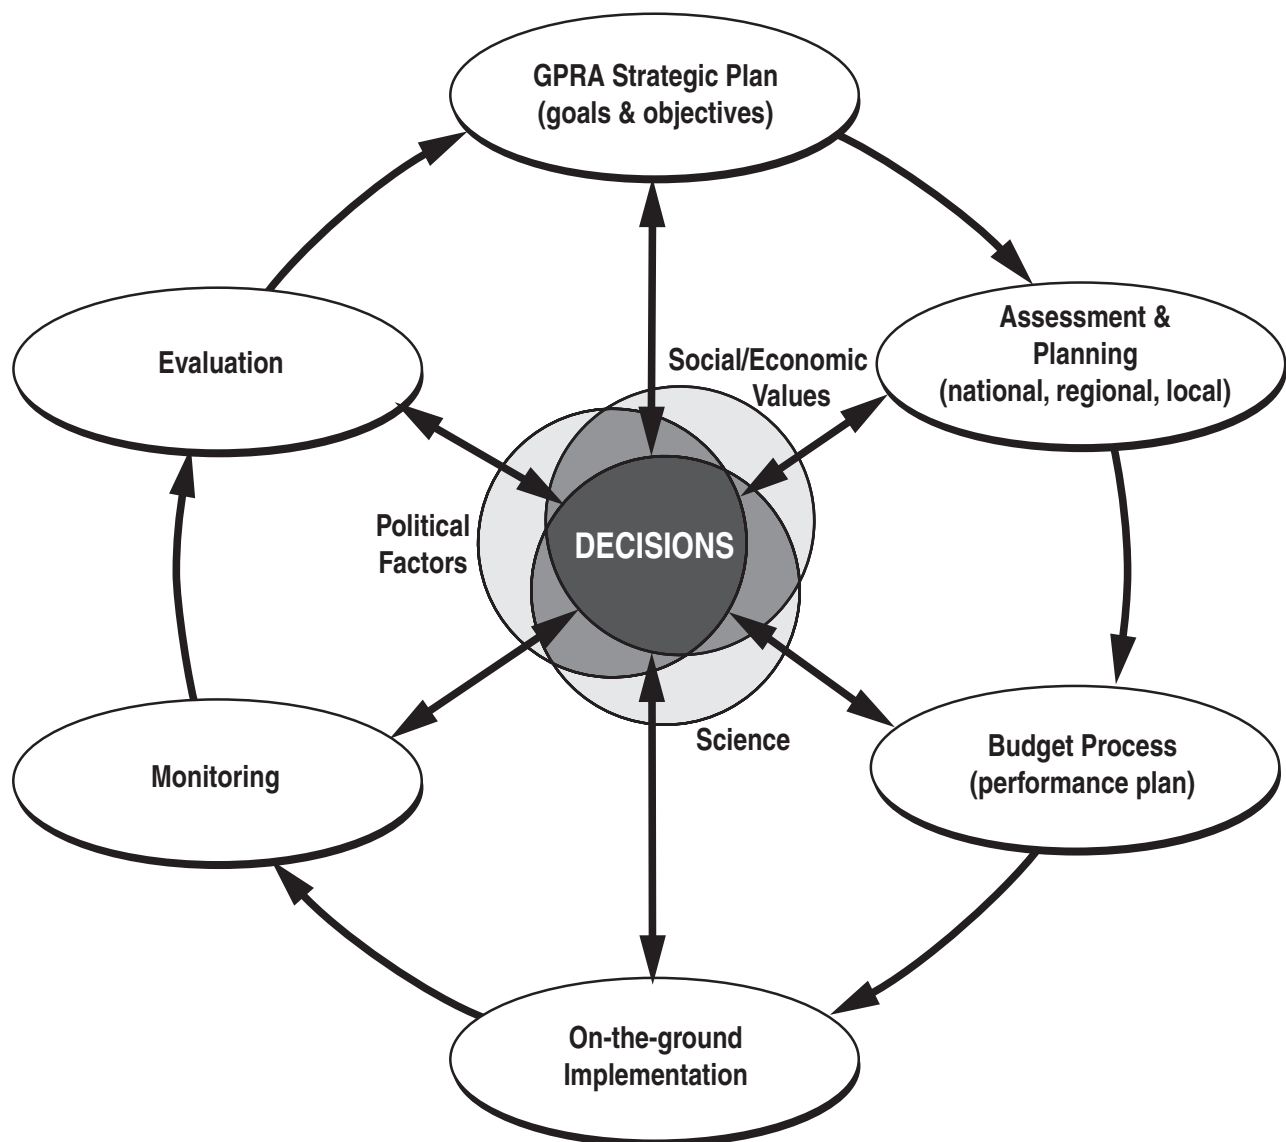 GPRA Strategic Plan
(goals & objectives)
Assessment &
Planning
(national, regional, local)
Evaluation
Social/Economic
Values
Political
Factors
DECISIONS
Science
Budget Process
(performance plan)
Monitoring
On-the-ground
Implementation